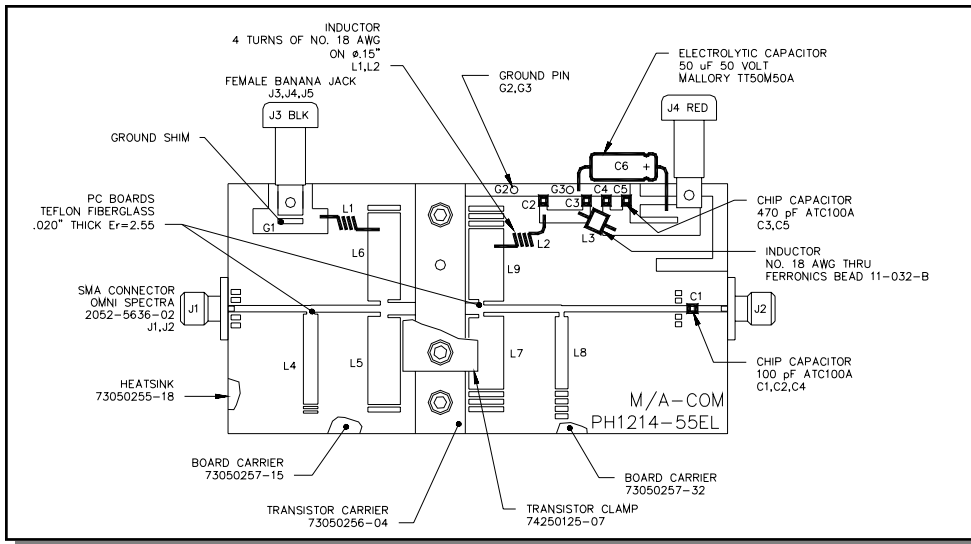 INDUCTOR
4 TURNS OF NO. 18 AWG
ON ø.15"
L1,L2
FEMALE BANANA JACK
J3,J4,J5
J3 BLK
GROUND SHIM
GROUND PIN
G2,G3
ELECTROLYTIC CAPACITOR
50 uF 50 VOLT
MALLORY TT50M50A
J4 RED
C6 +
PC BOARDS
TEFLON FIBERGLASS
.020" THICK Er=2.55
G1
L1
L6
G2
G3
C2
C3
C4
C5
L2
L3
L9
CHIP CAPACITOR
470 pF ATC100A
C3,C5
INDUCTOR
NO. 18 AWG THRU
FERRONICS BEAD 11-032-B
SMA CONNECTOR
OMNI SPECTRA
2052-5636-02
J1,J2
J1
C1
J2
L4
L5
L7
L8
CHIP CAPACITOR
100 pF ATC100A
C1,C2,C4
HEATSINK
73050255-18
M/A-COM
PH1214-55EL
BOARD CARRIER
73050257-15
BOARD CARRIER
73050257-32
TRANSISTOR CARRIER
73050256-04
TRANSISTOR CLAMP
74250125-07